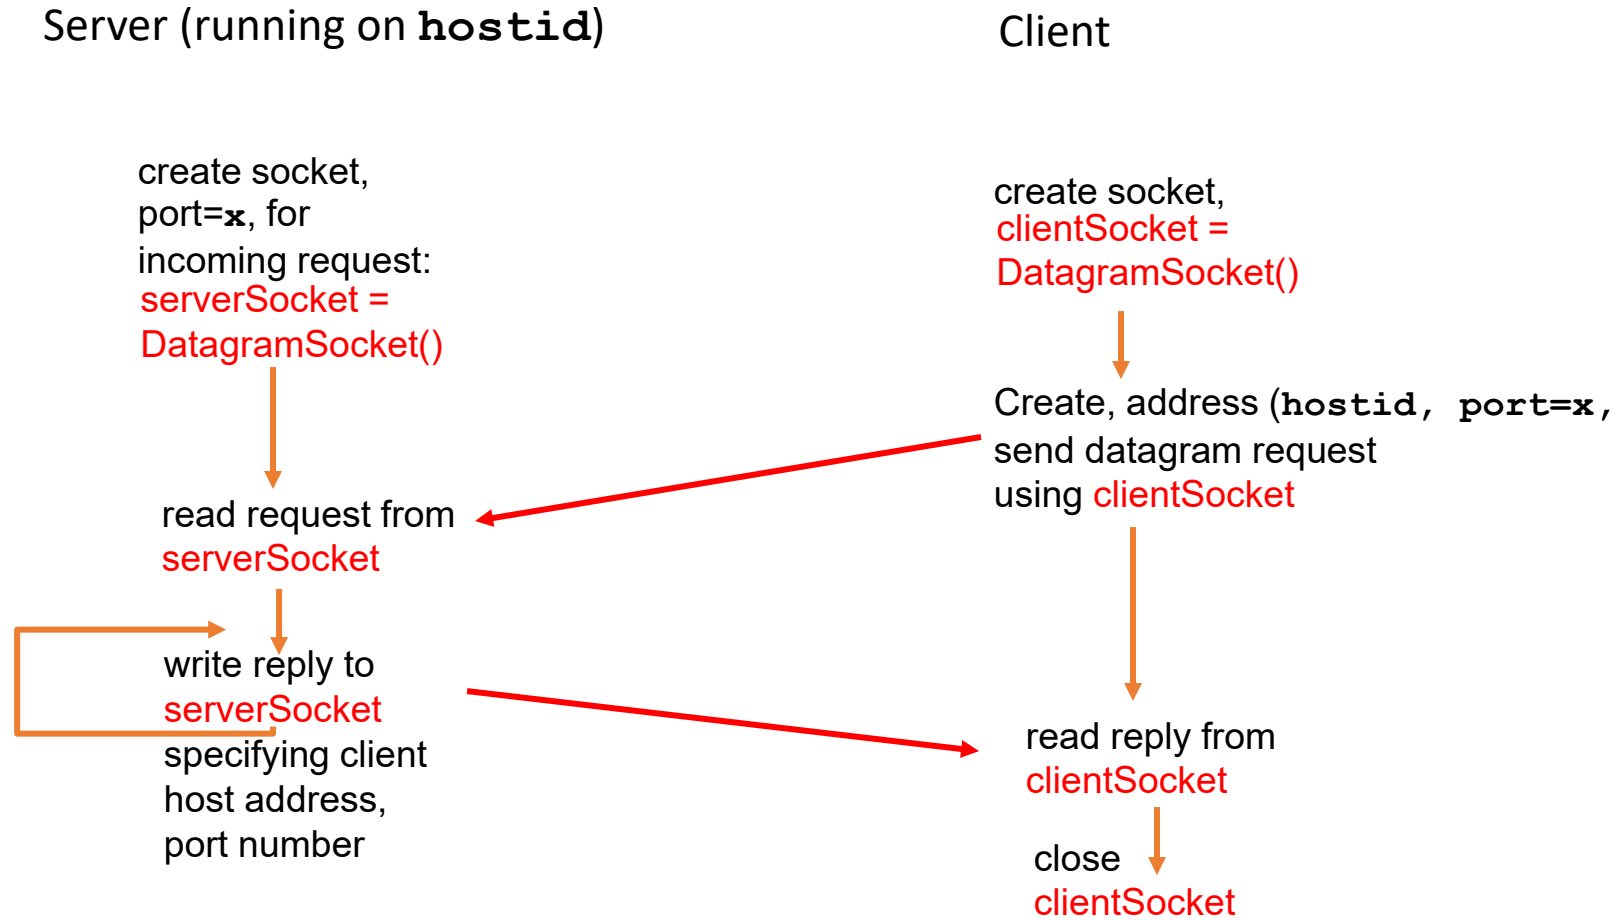 Server (running on hostid)
Client
create socket,
port=x, for
incoming request:
serverSocket =
DatagramSocket()
create socket,
clientSocket =
DatagramSocket()
Create, address (hostid, port=x,
send datagram request
using clientSocket
read request from
serverSocket
write reply to
serverSocket
specifying client
host address,
port number
read reply from
clientSocket
close
clientSocket